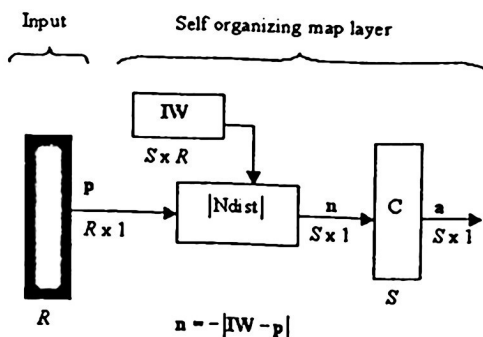 Input
Self organizing map layer
IW
S x R
p
R x 1
|Ndist|
n
S x 1
C
a
S x 1
R
S
n = -|IW - p|